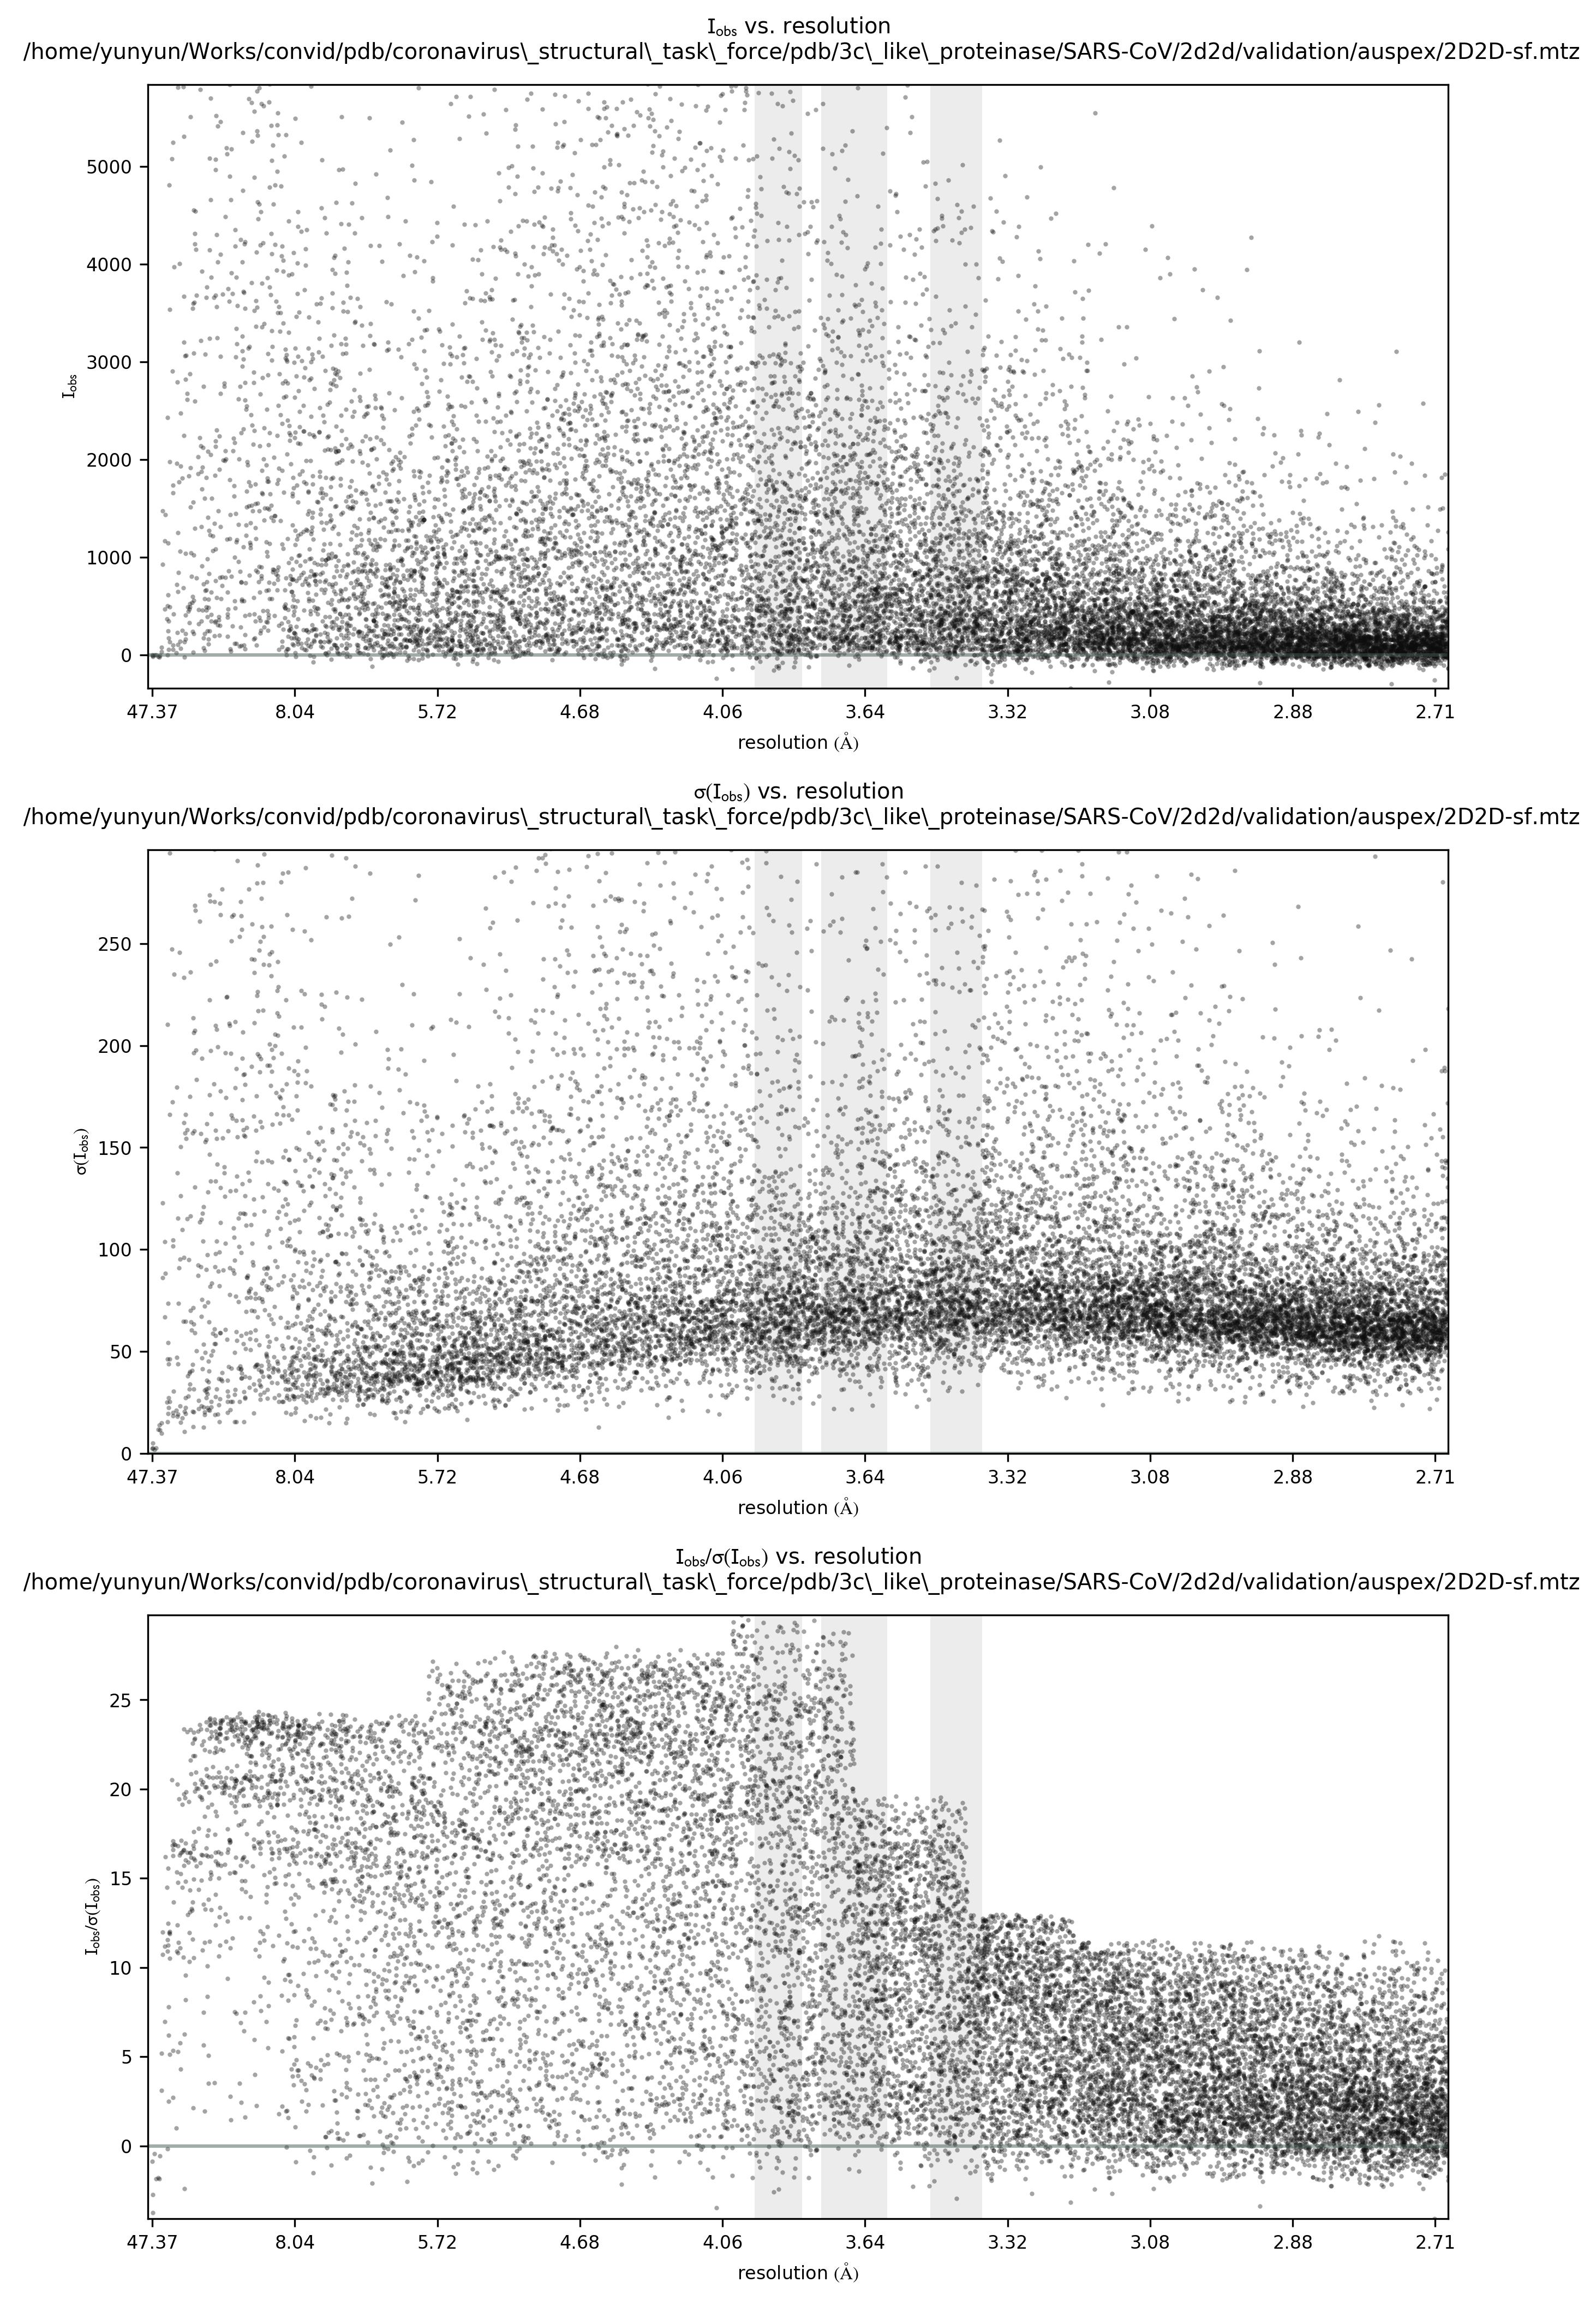 Iobs vs. resolution
/home/yunyun/Works/convid/pdb/coronavirus\_structural\_task\_force/pdb/3c\_like\_proteinase/SARS-CoV/2d2d/validation/auspex/2D2D-sf.mtz
Iobs
5000
4000
3000
2000
1000
0
47.37 8.04 5.72 4.68 4.06 3.64 3.32 3.08 2.88 2.71
resolution (Å)
σ(Iobs) vs. resolution
/home/yunyun/Works/convid/pdb/coronavirus\_structural\_task\_force/pdb/3c\_like\_proteinase/SARS-CoV/2d2d/validation/auspex/2D2D-sf.mtz
σ(Iobs)
250
200
150
100
50
0
47.37 8.04 5.72 4.68 4.06 3.64 3.32 3.08 2.88 2.71
resolution (Å)
Iobs/σ(Iobs) vs. resolution
/home/yunyun/Works/convid/pdb/coronavirus\_structural\_task\_force/pdb/3c\_like\_proteinase/SARS-CoV/2d2d/validation/auspex/2D2D-sf.mtz
Iobs/σ(Iobs)
25
20
15
10
5
0
47.37 8.04 5.72 4.68 4.06 3.64 3.32 3.08 2.88 2.71
resolution (Å)